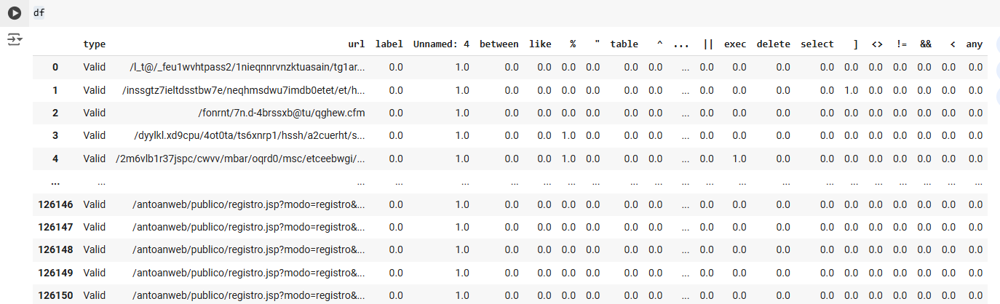 df
type url label Unnamed: 4 between like % " table ^ ... || exec delete select ] <> != && < any
0 Valid /l_t@/_feu1wvhtpass2/1nieqnnrvnzktuasain/tg1ar... 0.0 1.0 0.0 0.0 0.0 0.0 0.0 0.0 ... 0.0 0.0 0.0 0.0 0.0 0.0 0.0 0.0 0.0 0.0
1 Valid /inssgtz7ieltdsstbw7e/neqhmsdwu7imdb0etet/et/h... 0.0 1.0 0.0 0.0 0.0 0.0 0.0 0.0 ... 0.0 0.0 0.0 0.0 1.0 0.0 0.0 0.0 0.0 0.0
2 Valid /fonrnt/7n.d-4brssxb@tu/qghew.cfm 0.0 1.0 0.0 0.0 0.0 0.0 0.0 0.0 ... 0.0 0.0 0.0 0.0 0.0 0.0 0.0 0.0 0.0 0.0
3 Valid /dyylkl.xd9cpu/4ot0ta/ts6xnrp1/hssh/a2cuerht/s... 0.0 1.0 0.0 0.0 1.0 0.0 0.0 0.0 ... 0.0 0.0 0.0 0.0 0.0 0.0 0.0 0.0 0.0 0.0
4 Valid /2m6vlb1r37jspc/cwvv/mbar/oqrd0/msc/etceebwgi/... 0.0 1.0 0.0 0.0 1.0 0.0 0.0 0.0 ... 0.0 1.0 0.0 0.0 0.0 0.0 0.0 0.0 0.0 0.0
... ... ... ... ... ... ... ... ... ... ... ... ... ... ... ... ... ... ... ... ... ...
126146 Valid /antoanweb/publico/registro.jsp?modo=registro&... 0.0 1.0 0.0 0.0 0.0 0.0 0.0 0.0 ... 0.0 0.0 0.0 0.0 0.0 0.0 0.0 0.0 0.0 0.0
126147 Valid /antoanweb/publico/registro.jsp?modo=registro&... 0.0 1.0 0.0 0.0 0.0 0.0 0.0 0.0 ... 0.0 0.0 0.0 0.0 0.0 0.0 0.0 0.0 0.0 0.0
126148 Valid /antoanweb/publico/registro.jsp?modo=registro&... 0.0 1.0 0.0 0.0 0.0 0.0 0.0 0.0 ... 0.0 0.0 0.0 0.0 0.0 0.0 0.0 0.0 0.0 0.0
126149 Valid /antoanweb/publico/registro.jsp?modo=registro&... 0.0 1.0 0.0 0.0 0.0 0.0 0.0 0.0 ... 0.0 0.0 0.0 0.0 0.0 0.0 0.0 0.0 0.0 0.0
126150 Valid /antoanweb/publico/registro.jsp?modo=registro&... 0.0 1.0 0.0 0.0 0.0 0.0 0.0 0.0 ... 0.0 0.0 0.0 0.0 0.0 0.0 0.0 0.0 0.0 0.0